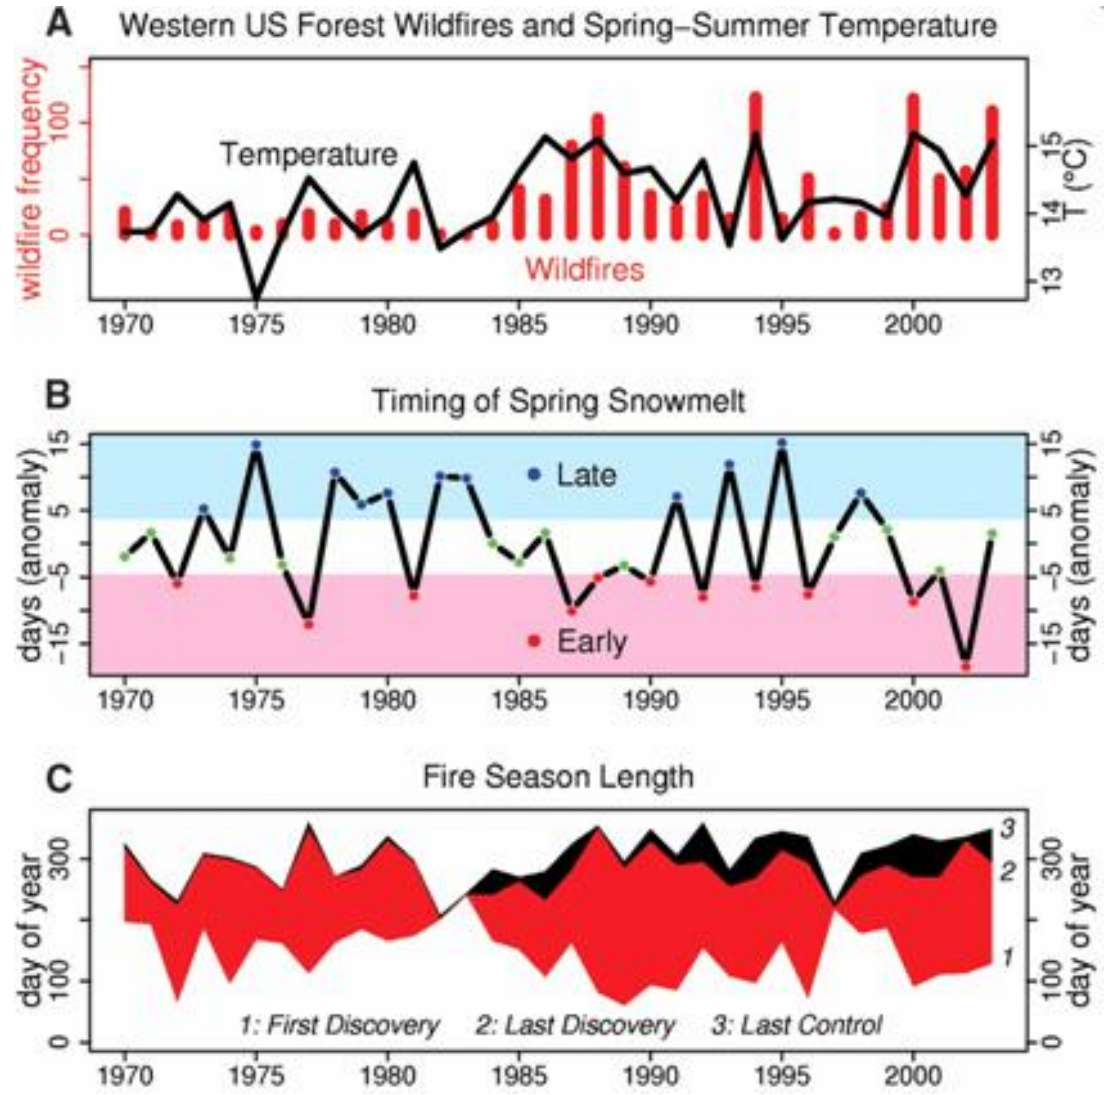 A
Western US Forest Wildfires and Spring–Summer Temperature
wildfire frequency
0 100
Temperature
Wildfires
13 14 15
T (°C)
1970 1975 1980 1985 1990 1995 2000
B
Timing of Spring Snowmelt
days (anomaly)
−15 −5 5 15
Late
Early
−15 −5 5 15
days (anomaly)
1970 1975 1980 1985 1990 1995 2000
C
Fire Season Length
day of year
0 100 300
3
2
1
1: First Discovery 2: Last Discovery 3: Last Control
0 100 300
day of year
1970 1975 1980 1985 1990 1995 2000